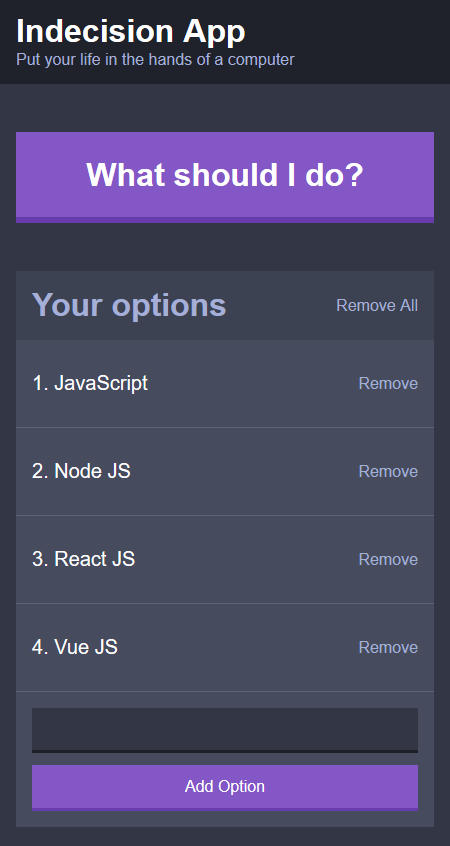 Indecision App
Put your life in the hands of a computer
What should I do?
Your options Remove All
1. JavaScript Remove
2. Node JS Remove
3. React JS Remove
4. Vue JS Remove
Add Option